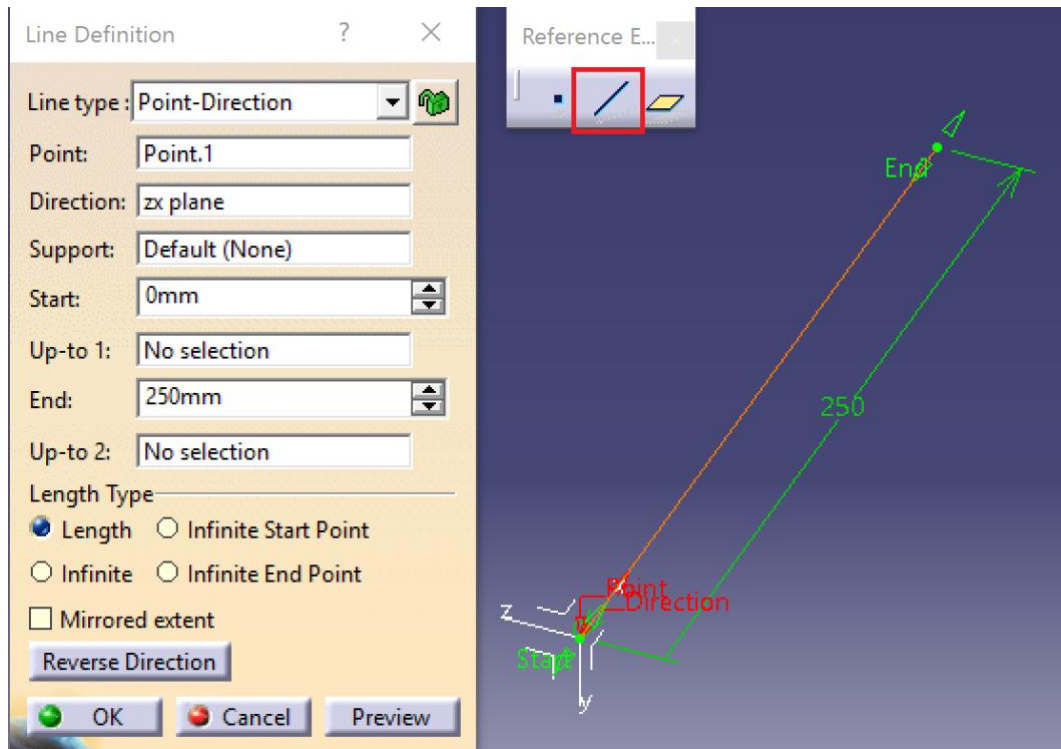 Line Definition ? ×
Line type : Point-Direction
Point: Point.1
Direction: zx plane
Support: Default (None)
Start: 0mm
Up-to 1: No selection
End: 250mm
Up-to 2: No selection
Length Type
Length Infinite Start Point
Infinite Infinite End Point
Mirrored extent
Reverse Direction
OK Cancel Preview
Reference E... ×
End
250
Point
Direction
z
Start
y